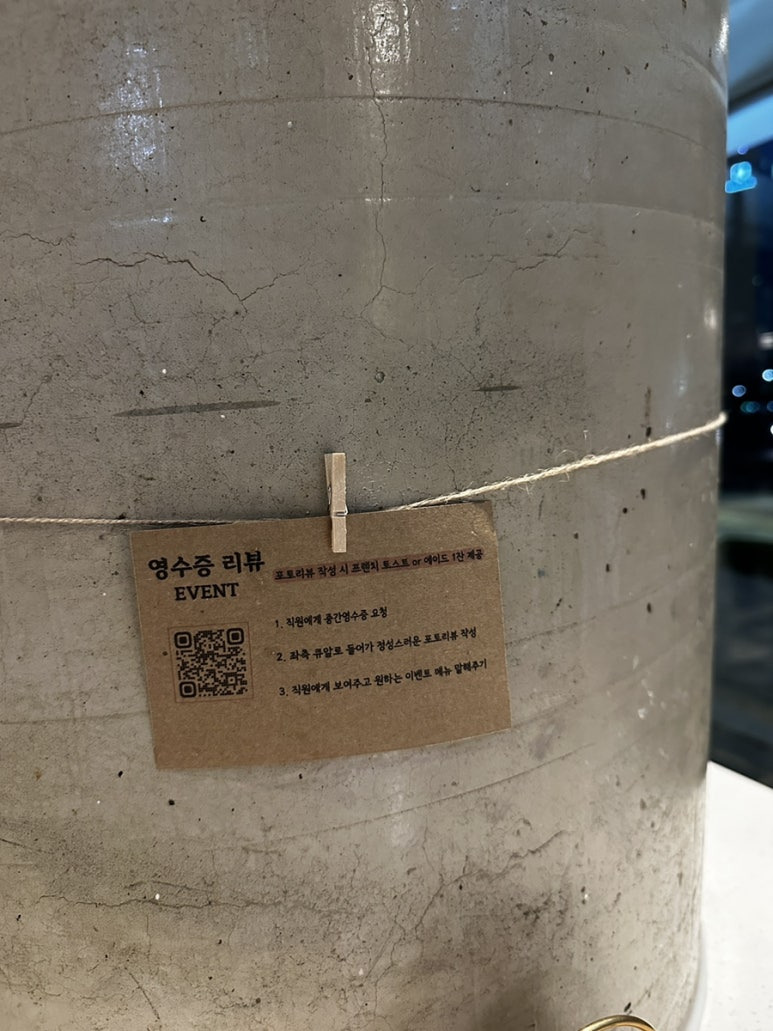 영수증 리뷰
EVENT
포토리뷰 작성 시 프렌치 토스트 or 에이드 1잔 제공
1. 직원에게 중간영수증 요청
2. 좌측 큐알로 들어가 정성스러운 포토리뷰 작성
3. 직원에게 보여주고 원하는 이벤트 메뉴 말해주기